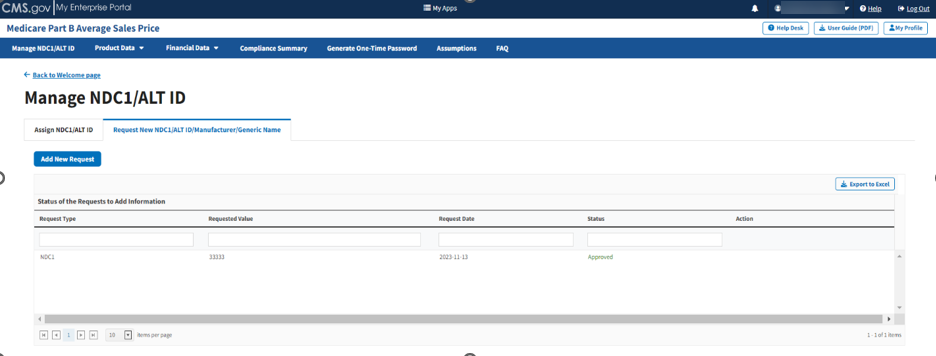 CMS.gov My Enterprise Portal
My Apps
Help
Log Out
Medicare Part B Average Sales Price
Help Desk
User Guide (PDF)
My Profile
Manage NDC1/ALT ID
Product Data
Financial Data
Compliance Summary
Generate One-Time Password
Assumptions
FAQ
Back to Welcome page
Manage NDC1/ALT ID
Assign NDC1/ALT ID
Request New NDC1/ALT ID/Manufacturer/Generic Name
Add New Request
Export to Excel
Status of the Requests to Add Information
Request Type Requested Value Request Date Status Action
NDC1 33333 2023-11-13 Approved
1 10 items per page 1 - 1 of 1 items